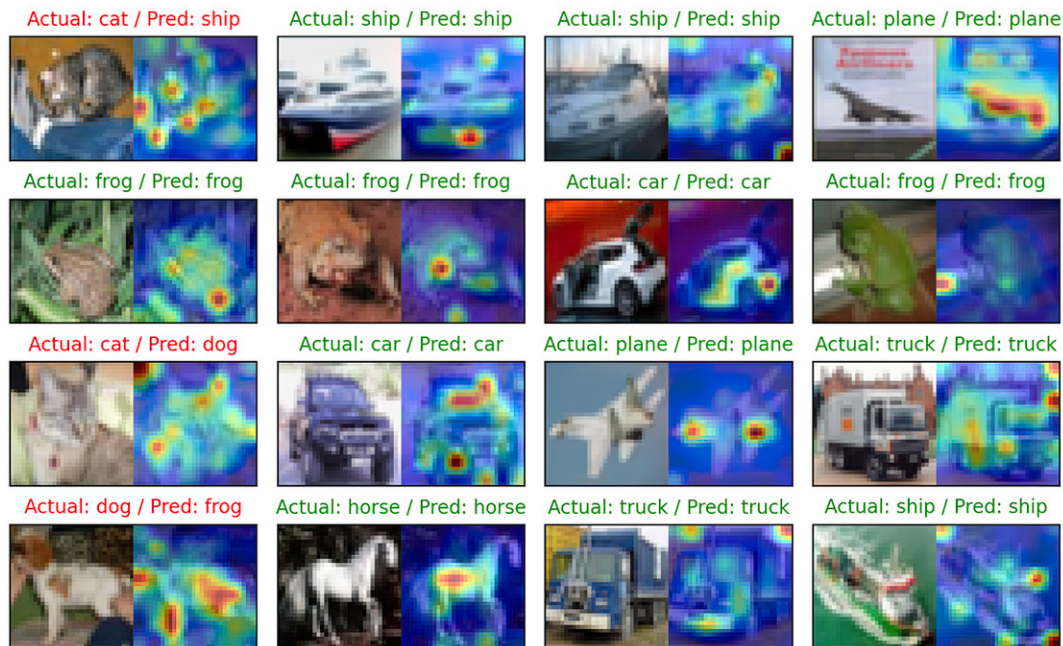 Actual: cat / Pred: ship
Actual: ship / Pred: ship
Actual: ship / Pred: ship
Actual: plane / Pred: plane
Actual: frog / Pred: frog
Actual: frog / Pred: frog
Actual: car / Pred: car
Actual: frog / Pred: frog
Actual: cat / Pred: dog
Actual: car / Pred: car
Actual: plane / Pred: plane
Actual: truck / Pred: truck
Actual: dog / Pred: frog
Actual: horse / Pred: horse
Actual: truck / Pred: truck
Actual: ship / Pred: ship